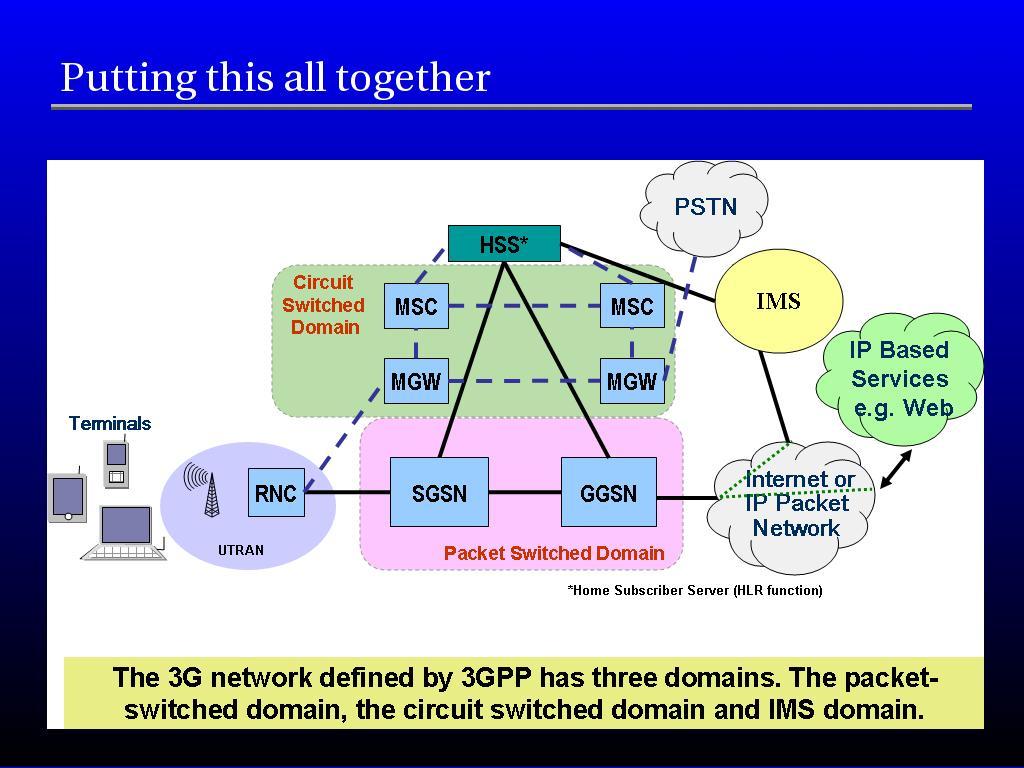 Putting this all together
PSTN
HSS*
Circuit
Switched
Domain
MSC
MSC
IMS
MGW
MGW
IP Based
Services
e.g. Web
Terminals
RNC
SGSN
GGSN
Internet or
IP Packet
Network
UTRAN
Packet Switched Domain
*Home Subscriber Server (HLR function)
The 3G network defined by 3GPP has three domains. The packet-
switched domain, the circuit switched domain and IMS domain.